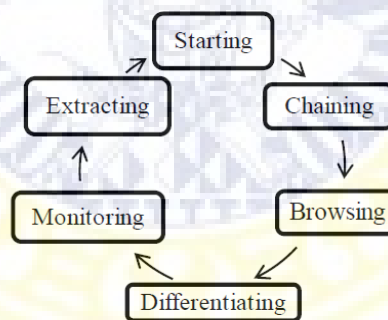 Starting
Chaining
Browsing
Differentiating
Monitoring
Extracting